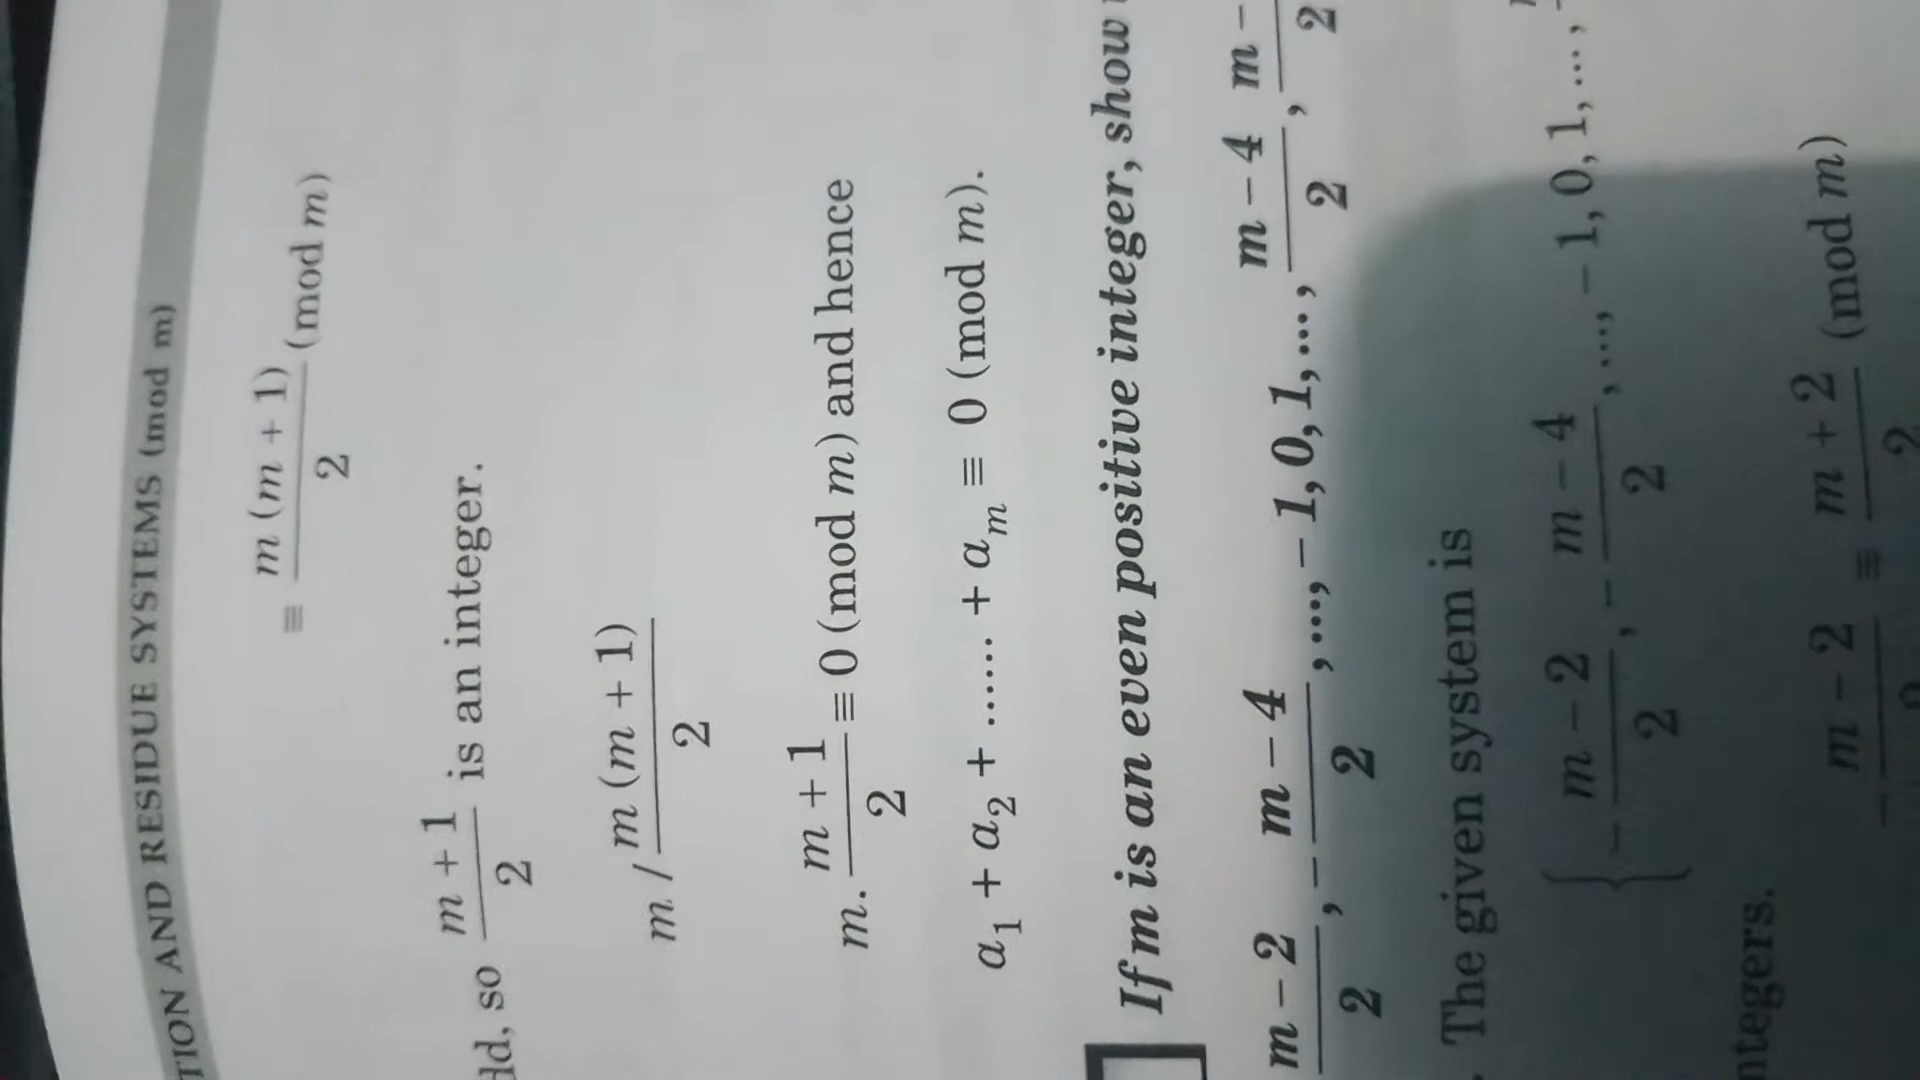 TION AND RESIDUE SYSTEMS (mod m)
≡ m (m + 1) / 2 (mod m)
dd, so m + 1 / 2 is an integer.
m / m (m + 1) / 2
m. m + 1 / 2 ≡ 0 (mod m) and hence
a₁ + a₂ + ...... + aₘ ≡ 0 (mod m).
If m is an even positive integer, show
m – 2 / 2, – m – 4 / 2, ..., – 1, 0, 1, ..., m – 4 / 2, m – / 2
. The given system is
{ – m – 2 / 2, – m – 4 / 2, ..., – 1, 0, 1, ...,
ntegers.
– m – 2 / 2 ≡ m + 2 / 2 (mod m)